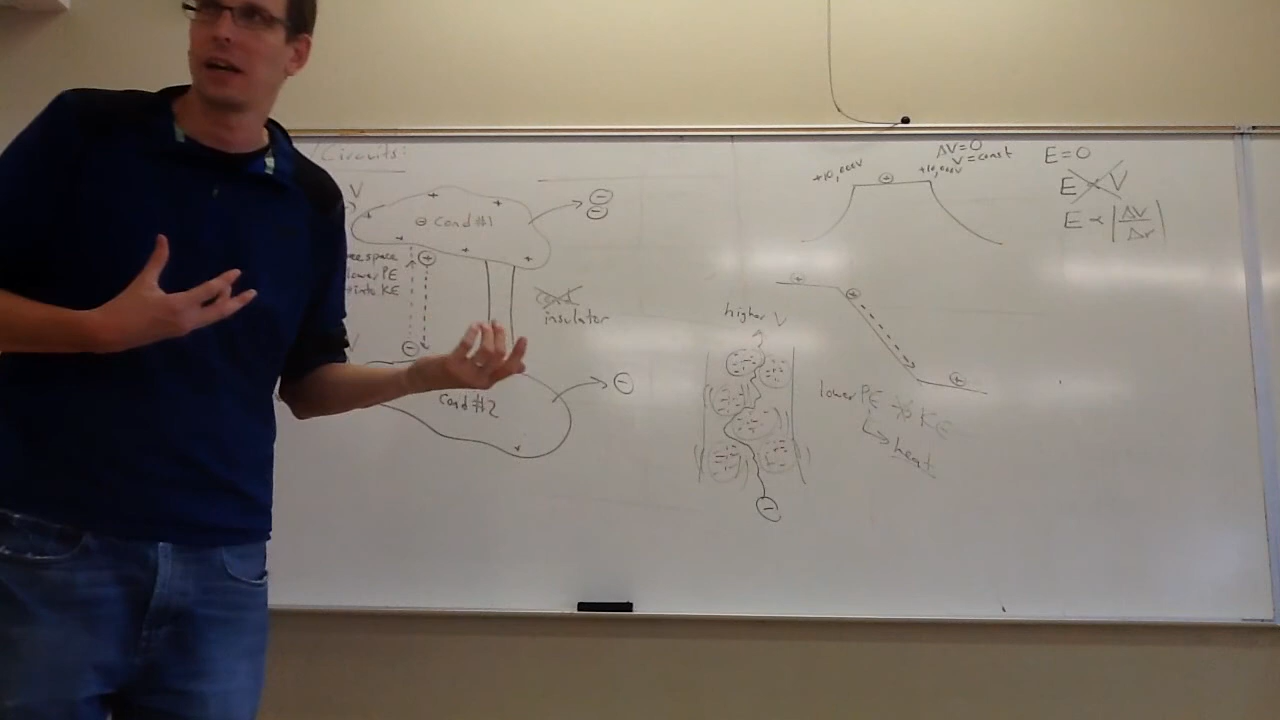 /Circuits:
V
⊖ Cond #1
ee space
lower PE
into KE
insulator
V
Cond #2
higher V
+10,000V
+10,000V
ΔV=0
V=const
E=0
E V
E ∝ |ΔV/Δr|
lower PE → KE
→ heat